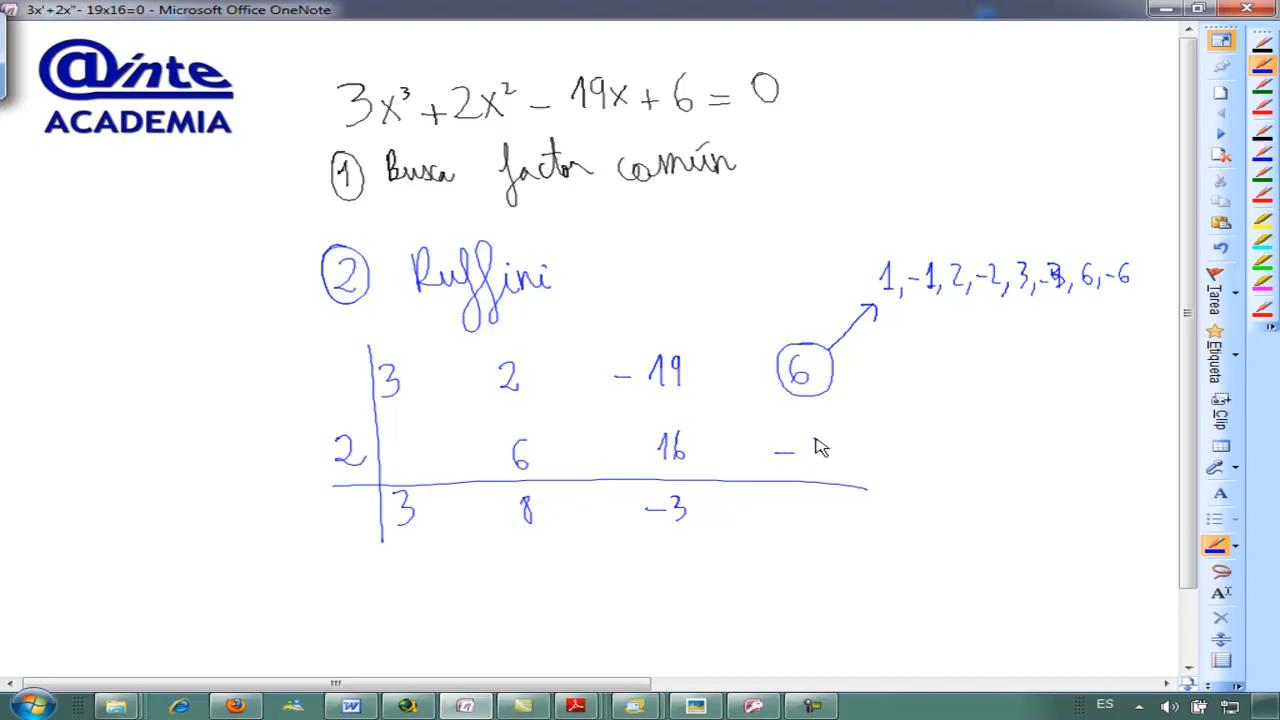 3x'+2x"- 19x16=0 - Microsoft Office OneNote
@inte
ACADEMIA
3x³ + 2x² - 19x + 6 = 0
① Busca factor común
② Ruffini
1, -1, 2, -2, 3, -3, 6, -6
3 2 - 19 6
2 6 16 -
3 8 -3
Tarea
Etiqueta
Clip
A
A
ES